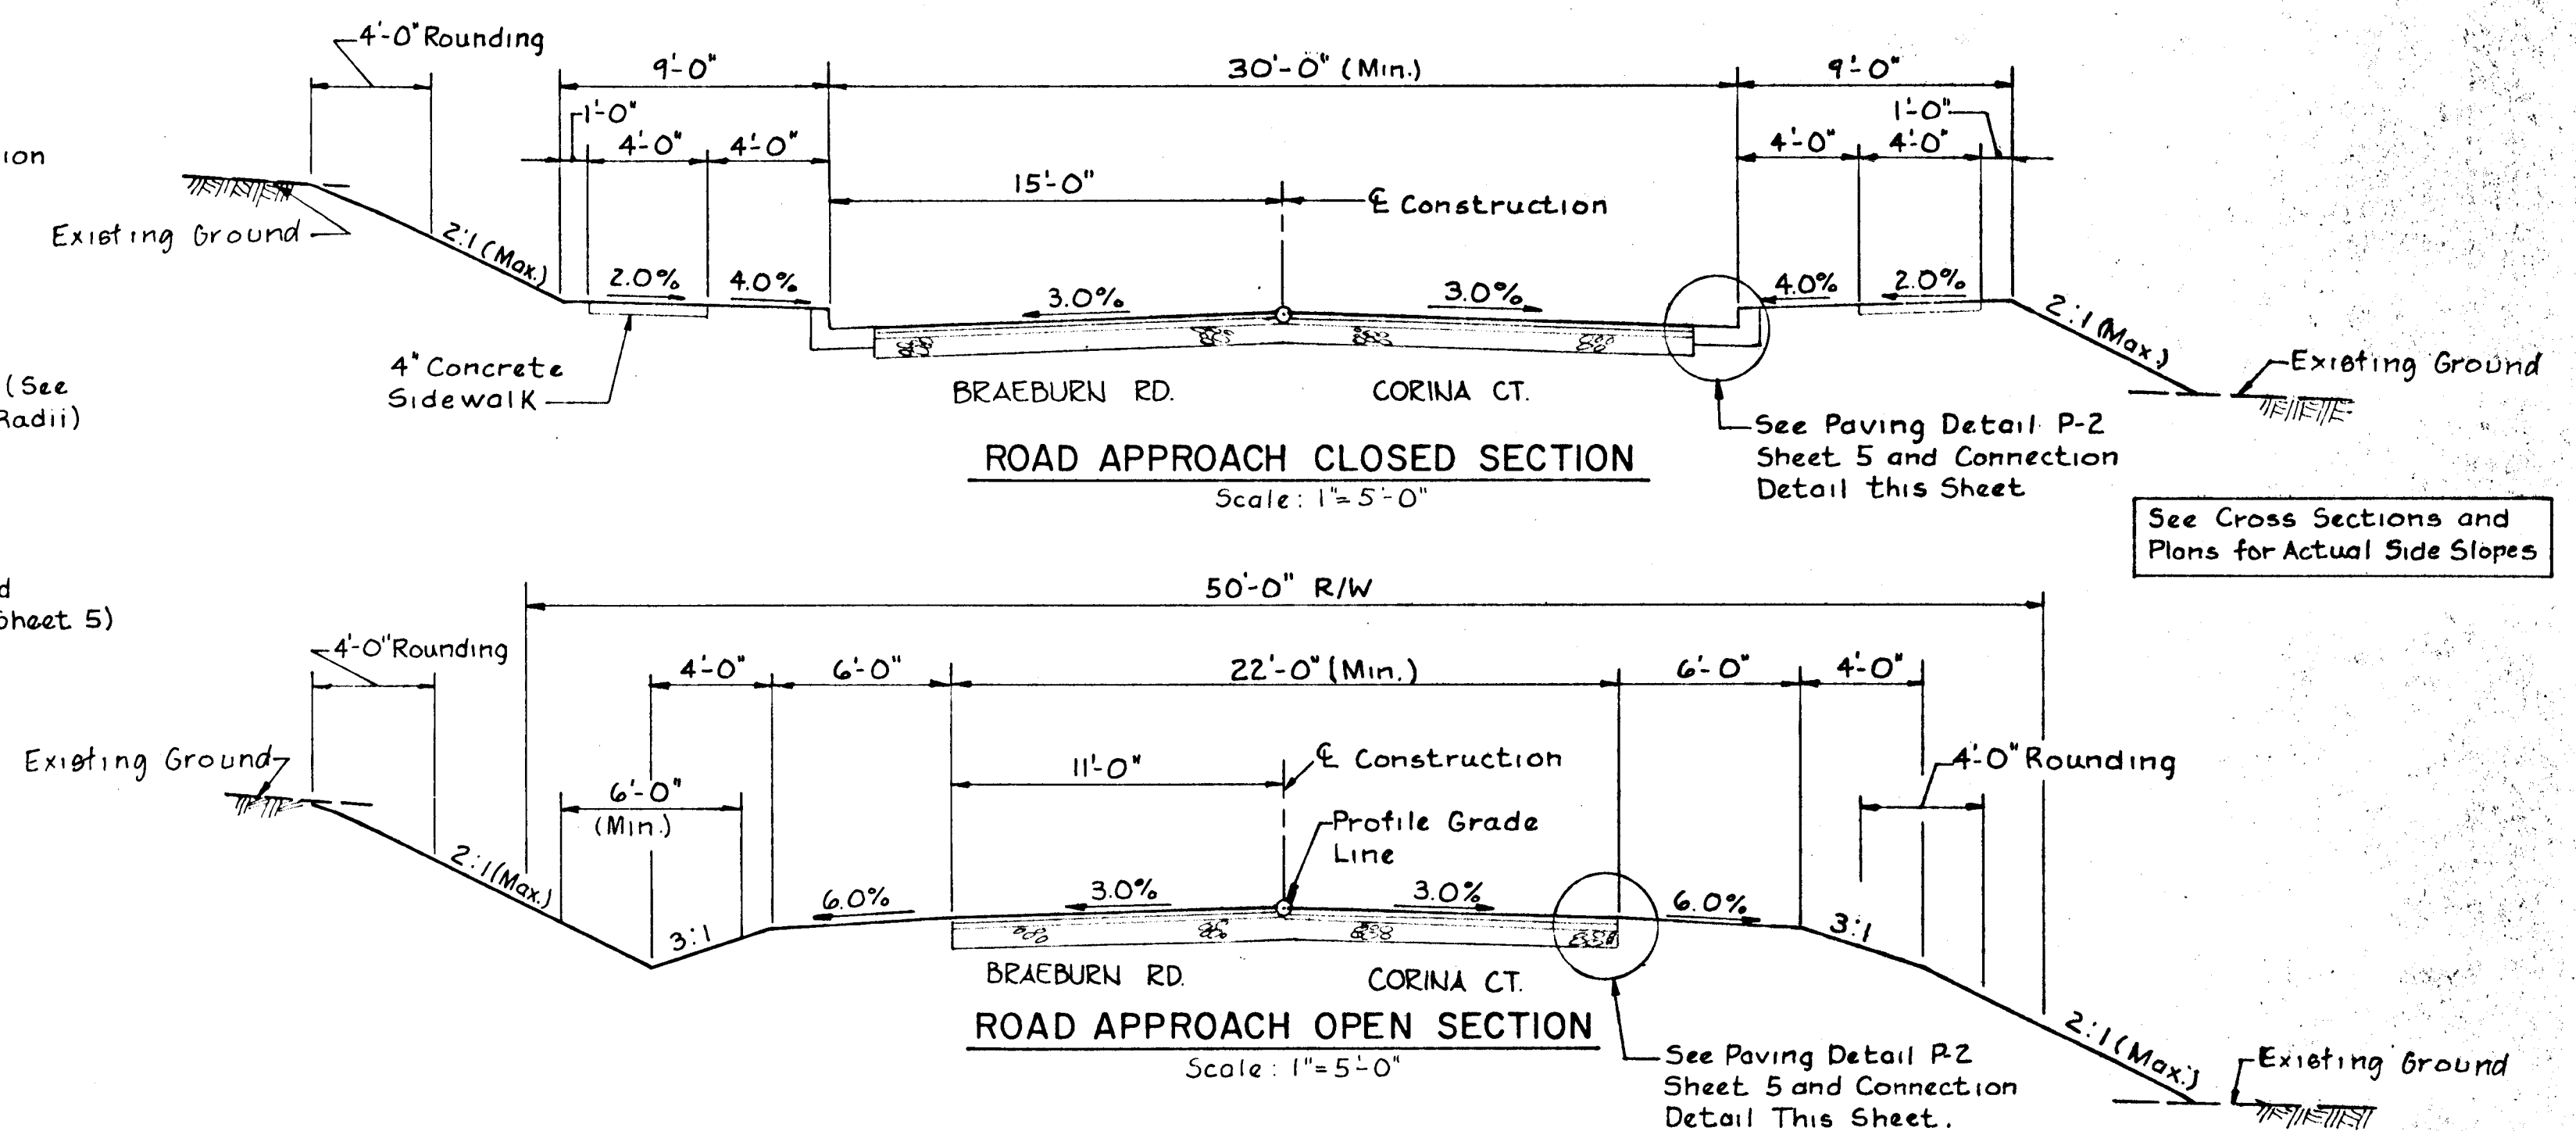 4'-0" Rounding
9'-0"
30'-0" (Min.)
9'-0"
1'-0"
1'-0"
4'-0"
4'-0"
4'-0"
4'-0"
ion
15'-0"
℄ Construction
Existing Ground
2:1 (Max.)
2.0%
4.0%
3.0%
3.0%
4.0%
2.0%
2:1 (Max.)
Existing Ground
4" Concrete
Sidewalk
(See
Radii)
BRAEBURN RD.
CORINA CT.
See Paving Detail P-2
Sheet 5 and Connection
Detail this Sheet
ROAD APPROACH CLOSED SECTION
Scale: 1"=5'-0"
See Cross Sections and
Plans for Actual Side Slopes
d
Sheet 5)
50'-0" R/W
4'-0" Rounding
4'-0"
6'-0"
22'-0" (Min.)
6'-0"
4'-0"
Existing Ground
11'-0"
℄ Construction
4'-0" Rounding
6'-0"
(Min.)
Profile Grade
Line
2:1 (Max.)
3:1
6.0%
3.0%
3.0%
6.0%
3:1
2:1 (Max.)
Existing Ground
BRAEBURN RD.
CORINA CT.
ROAD APPROACH OPEN SECTION
Scale: 1"=5'-0"
See Paving Detail P-2
Sheet 5 and Connection
Detail This Sheet.